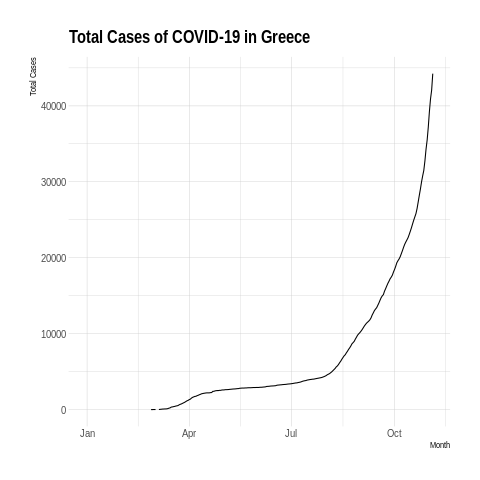 Total Cases of COVID-19 in Greece
Total Cases
40000
30000
20000
10000
0
Jan Apr Jul Oct
Month